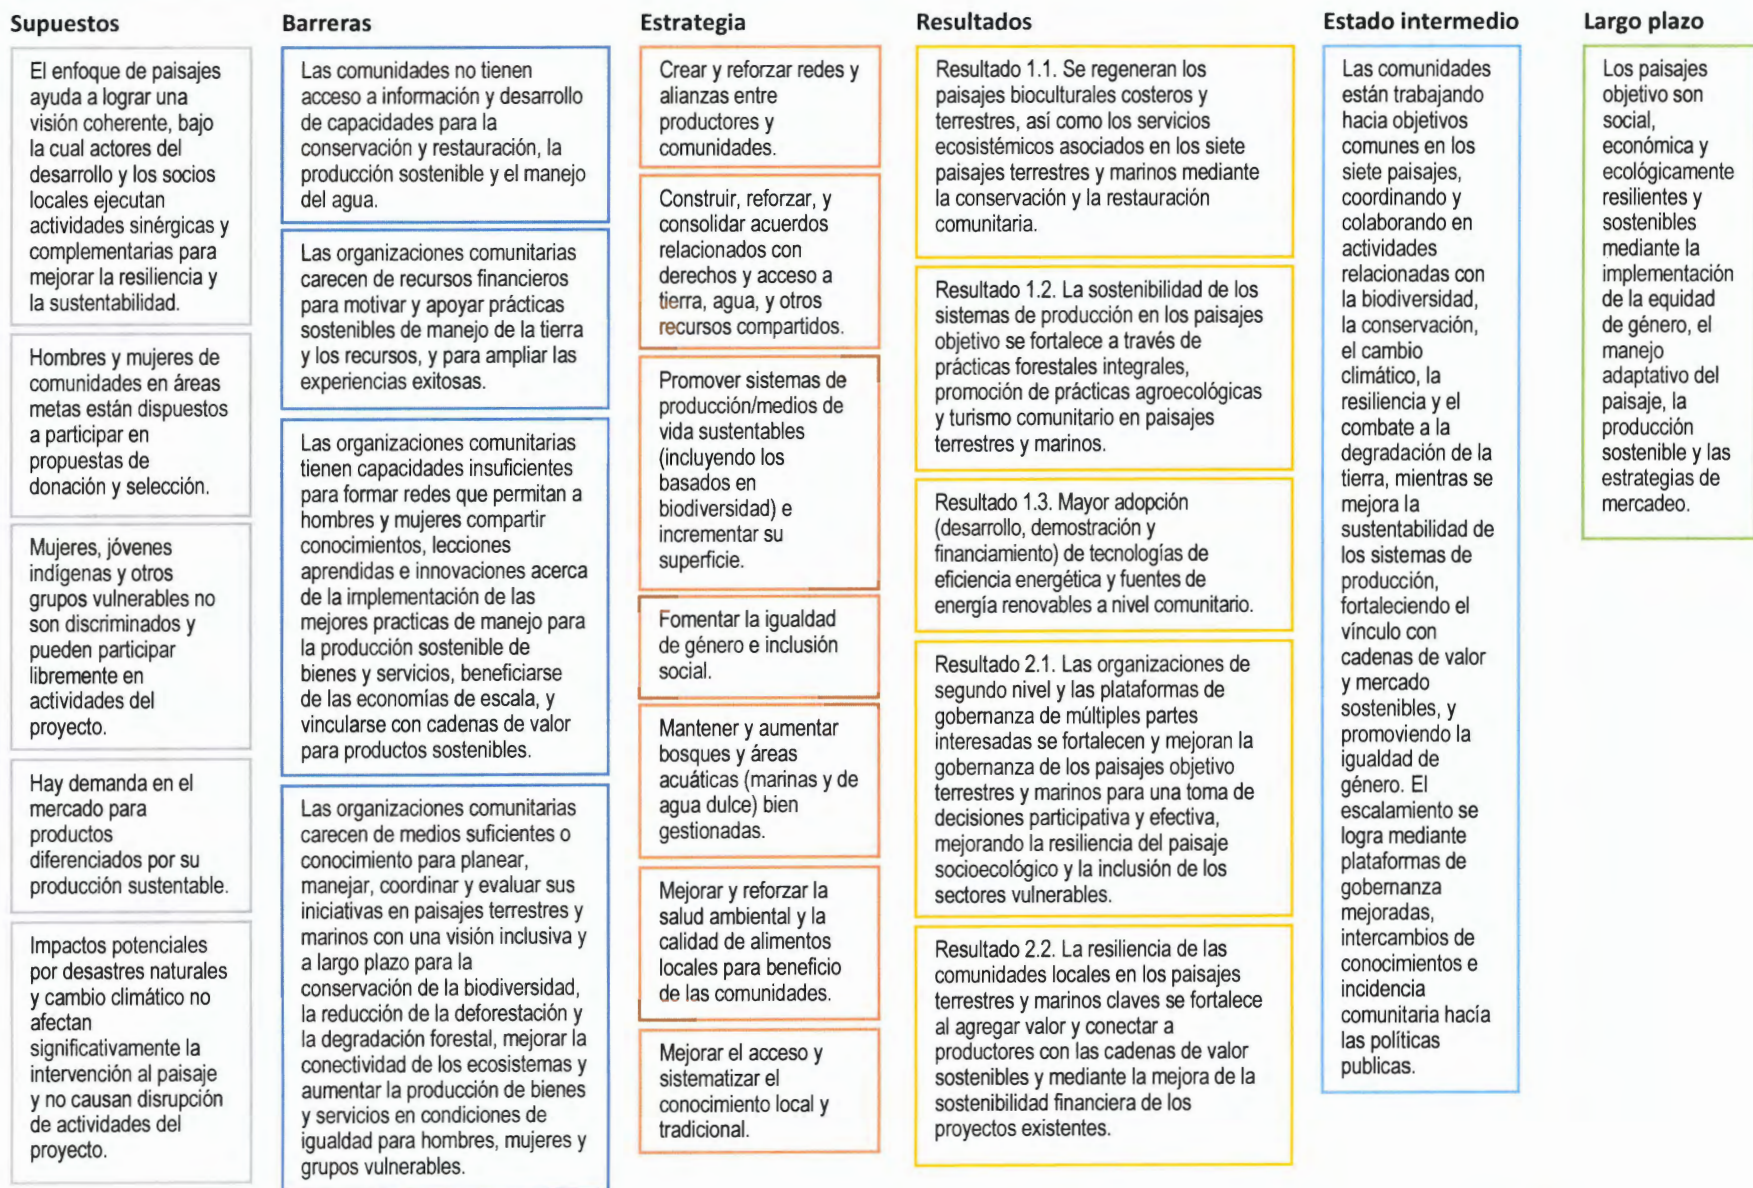 Supuestos
El enfoque de paisajes
ayuda a lograr una
visión coherente, bajo
la cual actores del
desarrollo y los socios
locales ejecutan
actividades sinérgicas y
complementarias para
mejorar la resiliencia y
la sustentabilidad.
Hombres y mujeres de
comunidades en áreas
metas están dispuestos
a participar en
propuestas de
donación y selección.
Mujeres, jóvenes
indígenas y otros
grupos vulnerables no
son discriminados y
pueden participar
libremente en
actividades del
proyecto.
Hay demanda en el
mercado para
productos
diferenciados por su
producción sustentable.
Impactos potenciales
por desastres naturales
y cambio climático no
afectan
significativamente la
intervención al paisaje
y no causan disrupción
de actividades del
proyecto.
Barreras
Las comunidades no tienen
acceso a información y desarrollo
de capacidades para la
conservación y restauración, la
producción sostenible y el manejo
del agua.
Las organizaciones comunitarias
carecen de recursos financieros
para motivar y apoyar prácticas
sostenibles de manejo de la tierra
y los recursos, y para ampliar las
experiencias exitosas.
Las organizaciones comunitarias
tienen capacidades insuficientes
para formar redes que permitan a
hombres y mujeres compartir
conocimientos, lecciones
aprendidas e innovaciones acerca
de la implementación de las
mejores practicas de manejo para
la producción sostenible de
bienes y servicios, beneficiarse
de las economías de escala, y
vincularse con cadenas de valor
para productos sostenibles.
Las organizaciones comunitarias
carecen de medios suficientes o
conocimiento para planear,
manejar, coordinar y evaluar sus
iniciativas en paisajes terrestres y
marinos con una visión inclusiva y
a largo plazo para la
conservación de la biodiversidad,
la reducción de la deforestación y
la degradación forestal, mejorar la
conectividad de los ecosistemas y
aumentar la producción de bienes
y servicios en condiciones de
igualdad para hombres, mujeres y
grupos vulnerables.
Estrategia
Crear y reforzar redes y
alianzas entre
productores y
comunidades.
Construir, reforzar, y
consolidar acuerdos
relacionados con
derechos y acceso a
tierra, agua, y otros
recursos compartidos.
Promover sistemas de
producción/medios de
vida sustentables
(incluyendo los
basados en
biodiversidad) e
incrementar su
superficie.
Fomentar la igualdad
de género e inclusión
social.
Mantener y aumentar
bosques y áreas
acuáticas (marinas y de
agua dulce) bien
gestionadas.
Mejorar y reforzar la
salud ambiental y la
calidad de alimentos
locales para beneficio
de las comunidades.
Mejorar el acceso y
sistematizar el
conocimiento local y
tradicional.
Resultados
Resultado 1.1. Se regeneran los
paisajes bioculturales costeros y
terrestres, así como los servicios
ecosistémicos asociados en los siete
paisajes terrestres y marinos mediante
la conservación y la restauración
comunitaria.
Resultado 1.2. La sostenibilidad de los
sistemas de producción en los paisajes
objetivo se fortalece a través de
prácticas forestales integrales,
promoción de prácticas agroecológicas
y turismo comunitario en paisajes
terrestres y marinos.
Resultado 1.3. Mayor adopción
(desarrollo, demostración y
financiamiento) de tecnologías de
eficiencia energética y fuentes de
energía renovables a nivel comunitario.
Resultado 2.1. Las organizaciones de
segundo nivel y las plataformas de
gobernanza de múltiples partes
interesadas se fortalecen y mejoran la
gobernanza de los paisajes objetivo
terrestres y marinos para una toma de
decisiones participativa y efectiva,
mejorando la resiliencia del paisaje
socioecológico y la inclusión de los
sectores vulnerables.
Resultado 2.2. La resiliencia de las
comunidades locales en los paisajes
terrestres y marinos claves se fortalece
al agregar valor y conectar a
productores con las cadenas de valor
sostenibles y mediante la mejora de la
sostenibilidad financiera de los
proyectos existentes.
Estado intermedio
Las comunidades
están trabajando
hacia objetivos
comunes en los
siete paisajes,
coordinando y
colaborando en
actividades
relacionadas con
la biodiversidad,
la conservación,
el cambio
climático, la
resiliencia y el
combate a la
degradación de la
tierra, mientras se
mejora la
sustentabilidad de
los sistemas de
producción,
fortaleciendo el
vínculo con
cadenas de valor
y mercado
sostenibles, y
promoviendo la
igualdad de
género. El
escalamiento se
logra mediante
plataformas de
gobernanza
mejoradas,
intercambios de
conocimientos e
incidencia
comunitaria hacía
las políticas
publicas.
Largo plazo
Los paisajes
objetivo son
social,
económica y
ecológicamente
resilientes y
sostenibles
mediante la
implementación
de la equidad
de género, el
manejo
adaptativo del
paisaje, la
producción
sostenible y las
estrategias de
mercadeo.